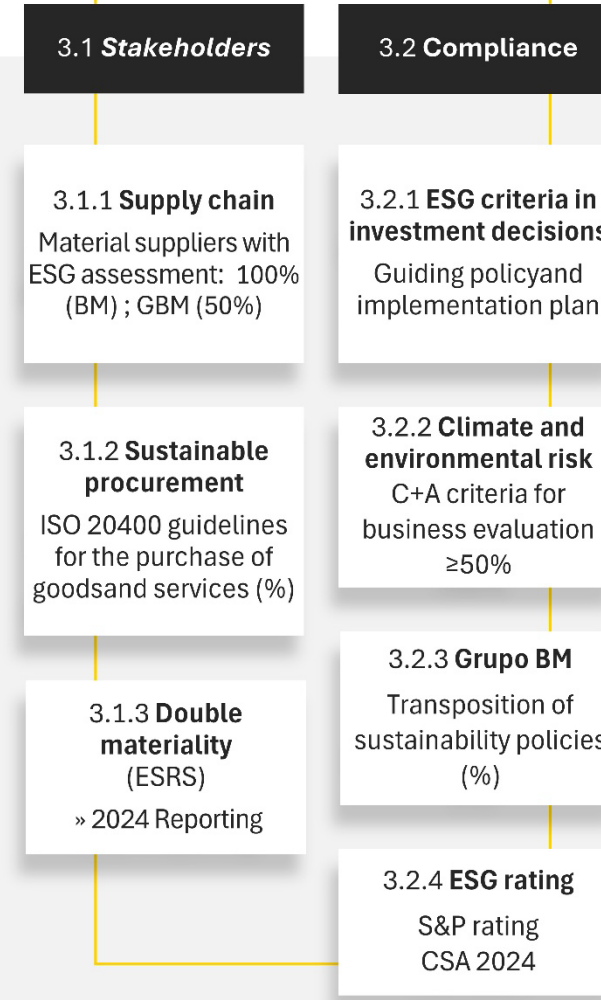 3.1 Stakeholders
3.1.1 Supply chain
Material suppliers with
ESG assessment: 100%
(BM) ; GBM (50%)
3.1.2 Sustainable
procurement
ISO 20400 guidelines
for the purchase of
goodsand services (%)
3.1.3 Double
materiality
(ESRS)
» 2024 Reporting
3.2 Compliance
3.2.1 ESG criteria in
investment decisions
Guiding policyand
implementation plan
3.2.2 Climate and
environmental risk
C+A criteria for
business evaluation
≥50%
3.2.3 Grupo BM
Transposition of
sustainability policies
(%)
3.2.4 ESG rating
S&P rating
CSA 2024